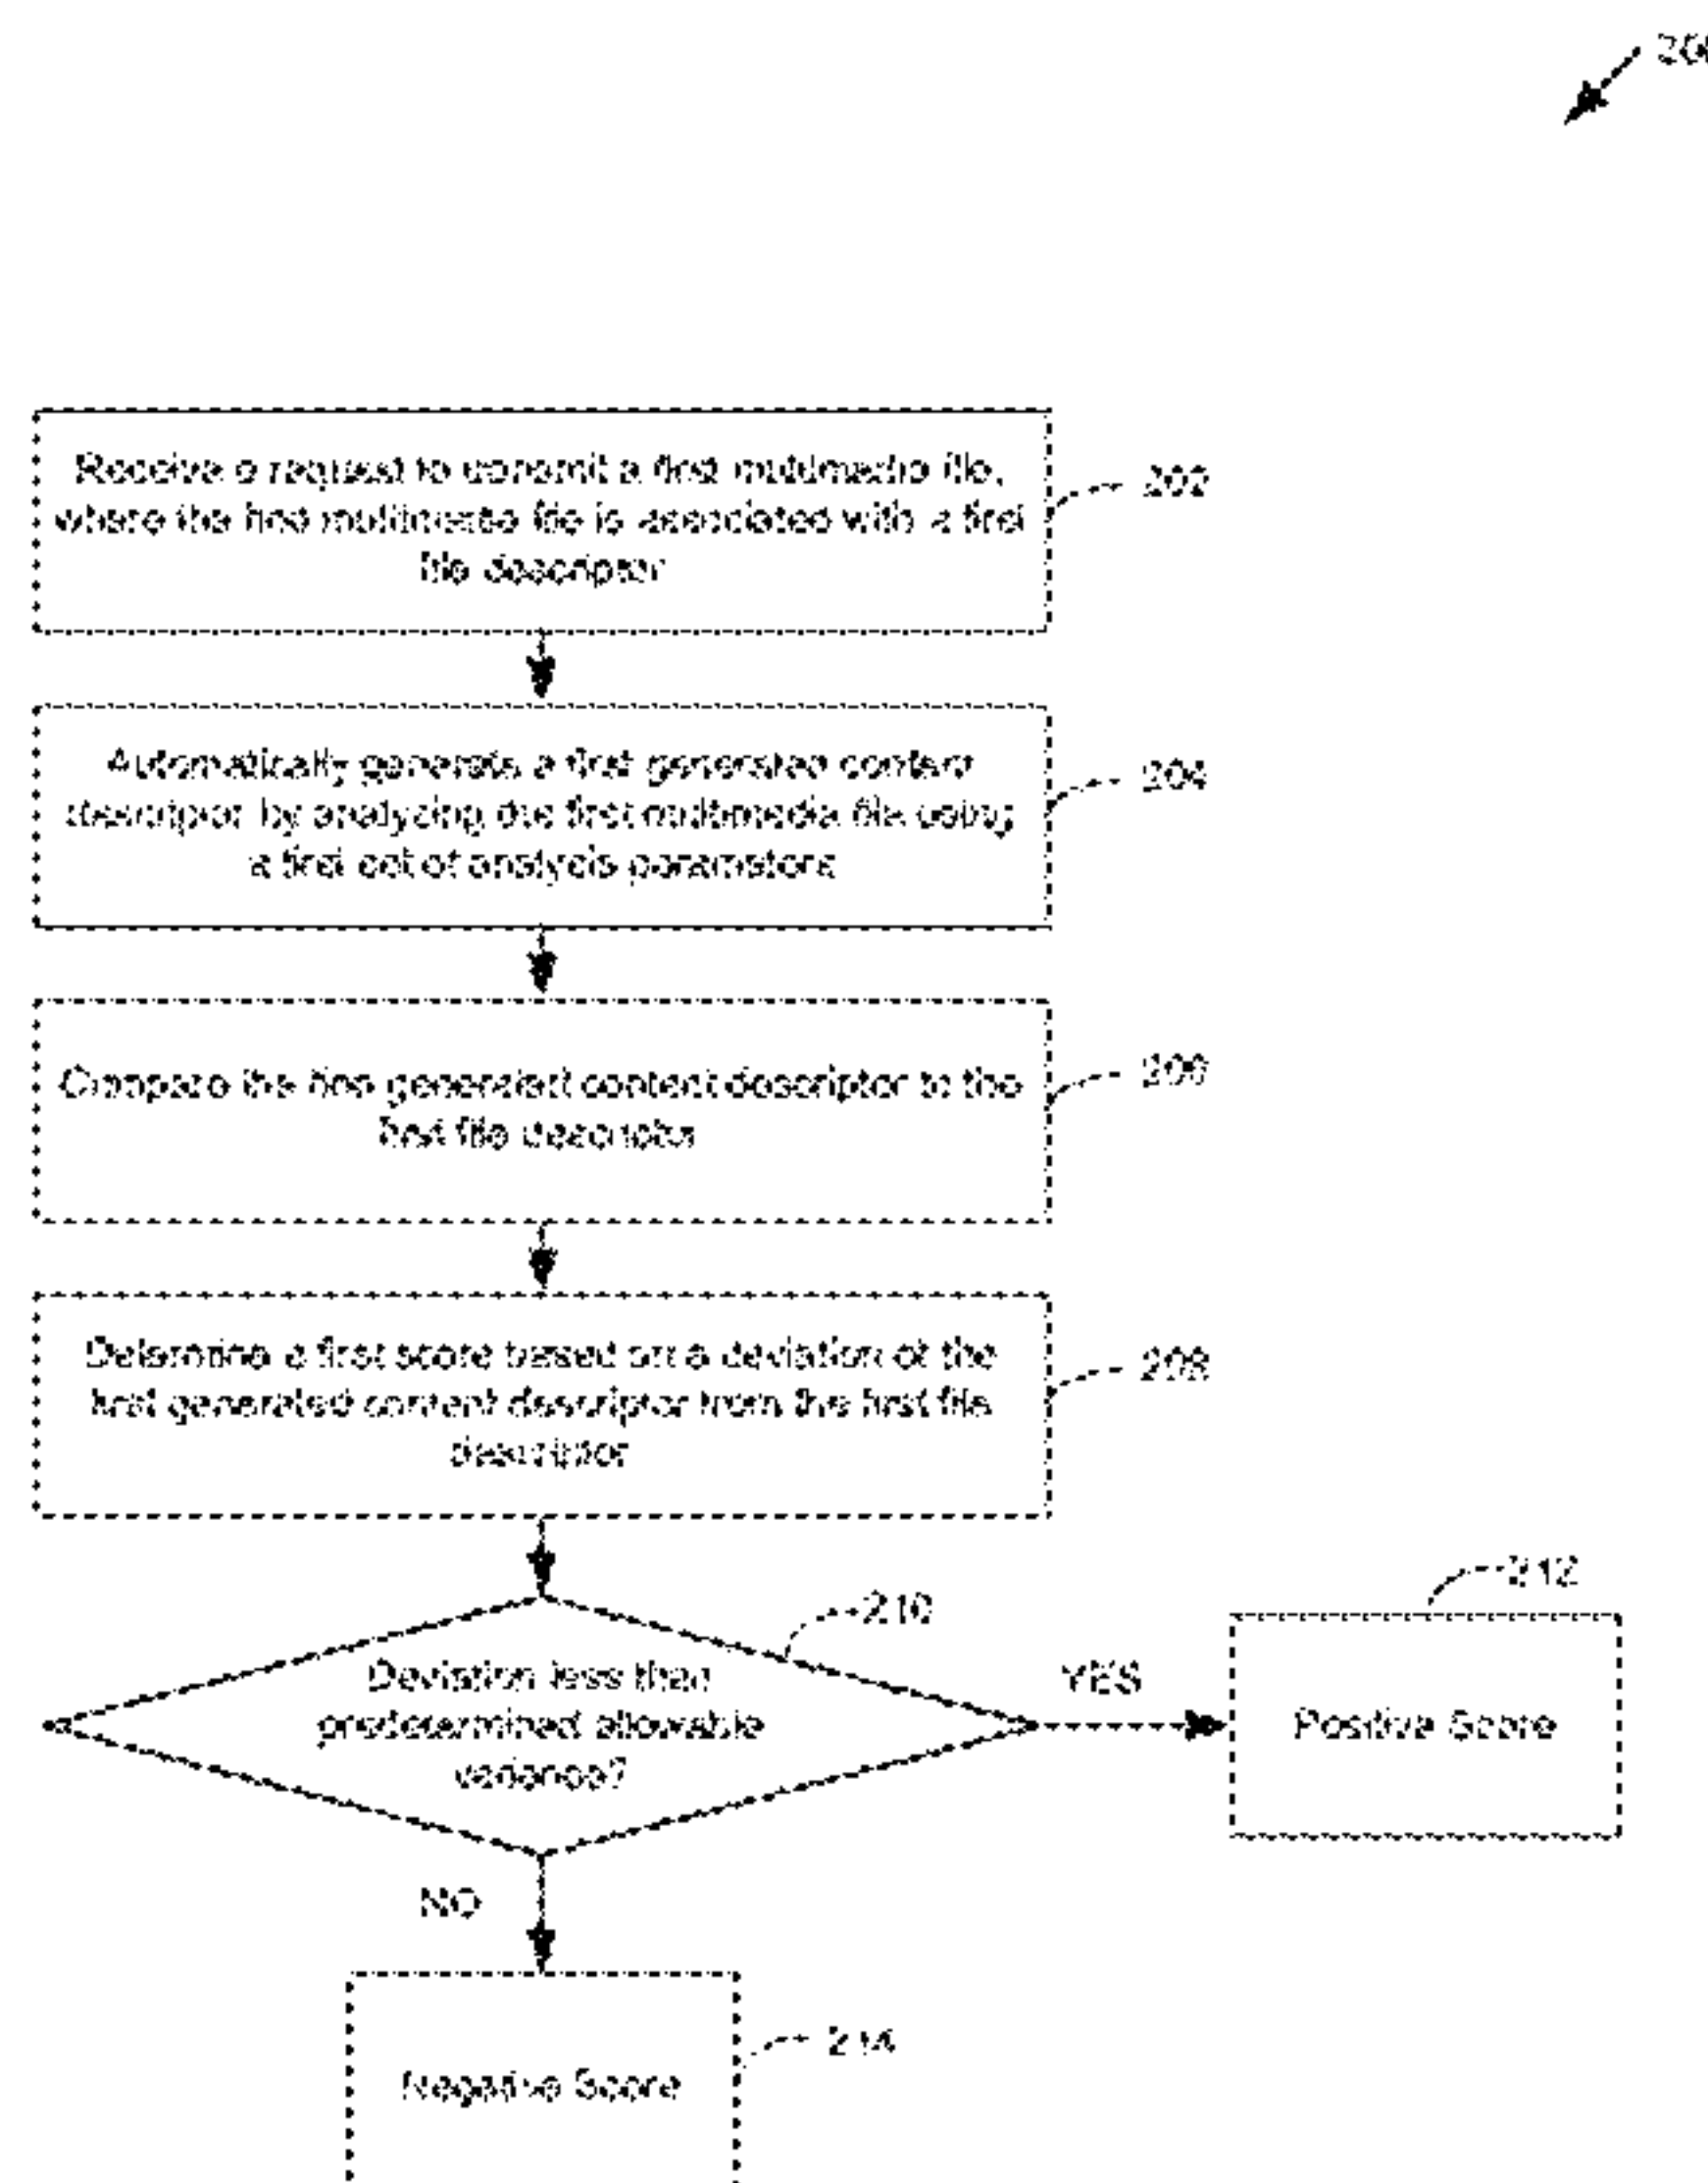 Receive a request to transmit a first multimedia file,
202
where the first multimedia file is associated with a first
file descriptor
Automatically generate a first generated content
204
descriptor by analyzing the first multimedia file using
a first set of analysis parameters
206
Compare the first generated content descriptor to the
first file descriptor
Determine a first score based on a deviation of the
208
first generated content descriptor from the first file
descriptor
212
210
Deviation less than
YES
predetermined allowable
Positive Score
variance?
NO
214
Negative Score